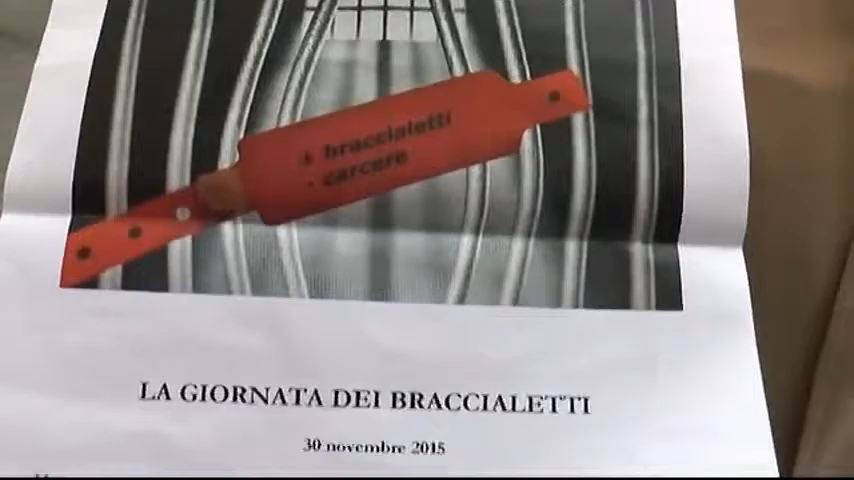 + braccialetti
- carcere
LA GIORNATA DEI BRACCIALETTI
30 novembre 2015